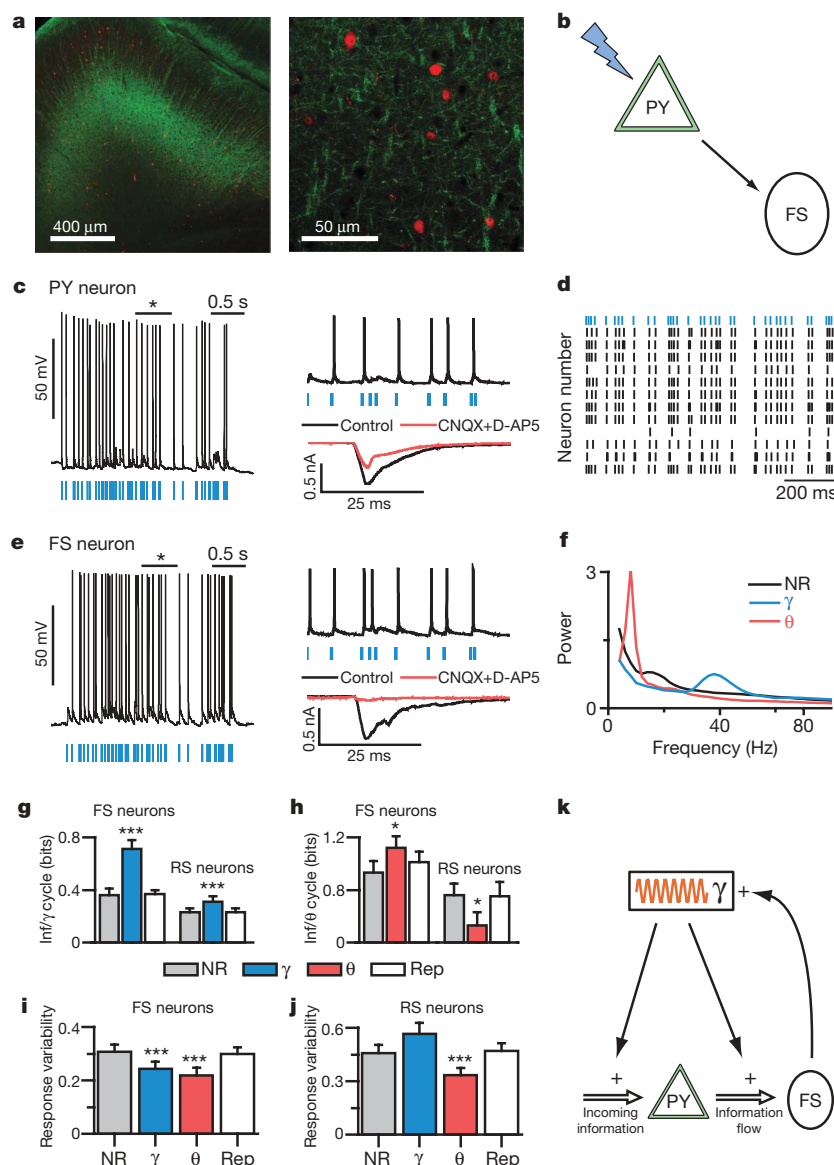 a
400 μm
50 μm
b
PY
FS
c PY neuron
* 0.5 s
50 mV
Control CNQX+D-AP5
0.5 nA
25 ms
d
Neuron number
200 ms
e FS neuron
* 0.5 s
50 mV
Control CNQX+D-AP5
0.5 nA
25 ms
f
3
Power
0
NR
γ
θ
0 40 80
Frequency (Hz)
g
FS neurons
0.8
***
RS neurons
0.4
***
0
Inf/γ cycle (bits)
h
FS neurons
1.2
*
RS neurons
0.8
*
0
Inf/θ cycle (bits)
NR γ θ Rep
i
FS neurons
0.4
*** ***
0.2
0
Response variability
NR γ θ Rep
j
RS neurons
0.6
***
0.3
0
Response variability
NR γ θ Rep
k
γ +
+ +
PY FS
Incoming
information
Information
flow